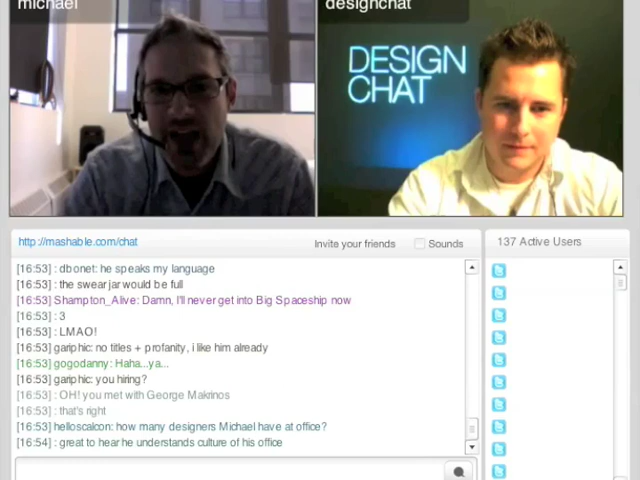 michael
designchat
DESIGN
CHAT
http://mashable.com/chat
Invite your friends
Sounds
137 Active Users
[16:53] : dbonet: he speaks my language
[16:53] : the swear jar would be full
[16:53] Shampton_Alive: Damn, I'll never get into Big Spaceship now
[16:53] : 3
[16:53] : LMAO!
[16:53] gariphic: no titles + profanity, i like him already
[16:53] gogodanny: Haha...ya...
[16:53] gariphic: you hiring?
[16:53] : OH! you met with George Makrinos
[16:53] : that's right
[16:53] helloscalcon: how many designers Michael have at office?
[16:54] : great to hear he understands culture of his office